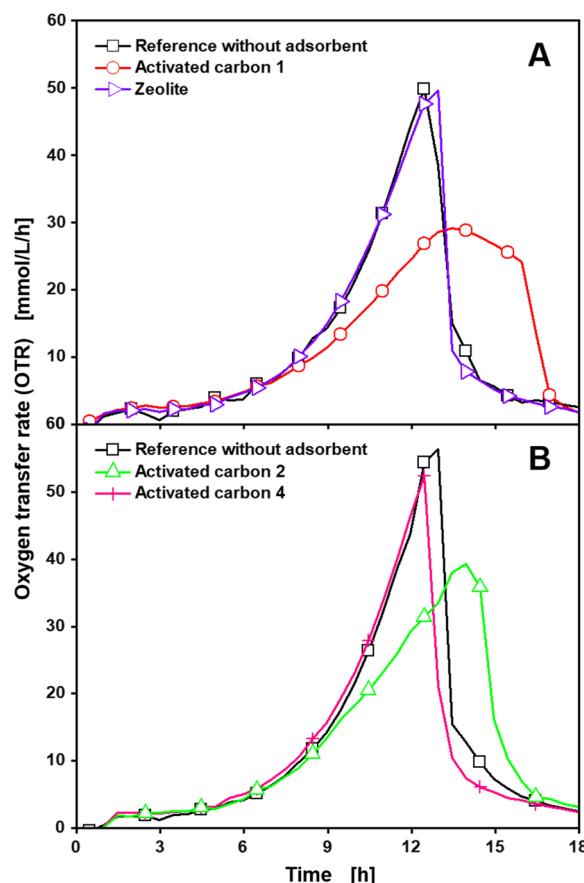 60
A
Reference without adsorbent
Activated carbon 1
Zeolite
50
40
30
20
10
60
B
Reference without adsorbent
Activated carbon 2
Activated carbon 4
50
40
30
20
10
0
Oxygen transfer rate (OTR) [mmol/L/h]
0 3 6 9 12 15 18
Time [h]